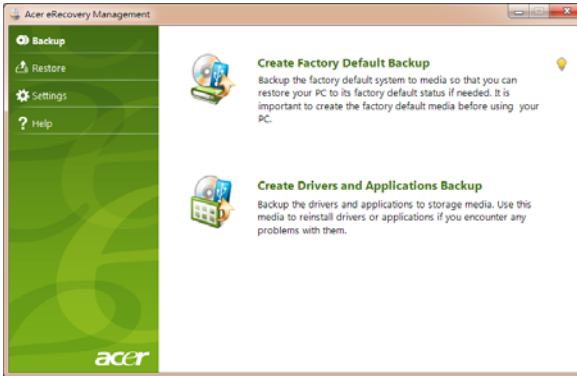 Acer eRecovery Management
Backup
Restore
Settings
Help
Create Factory Default Backup
Backup the factory default system to media so that you can
restore your PC to its factory default status if needed. It is
important to create the factory default media before using your
PC.
Create Drivers and Applications Backup
Backup the drivers and applications to storage media. Use this
media to reinstall drivers or applications if you encounter any
problems with them.
acer